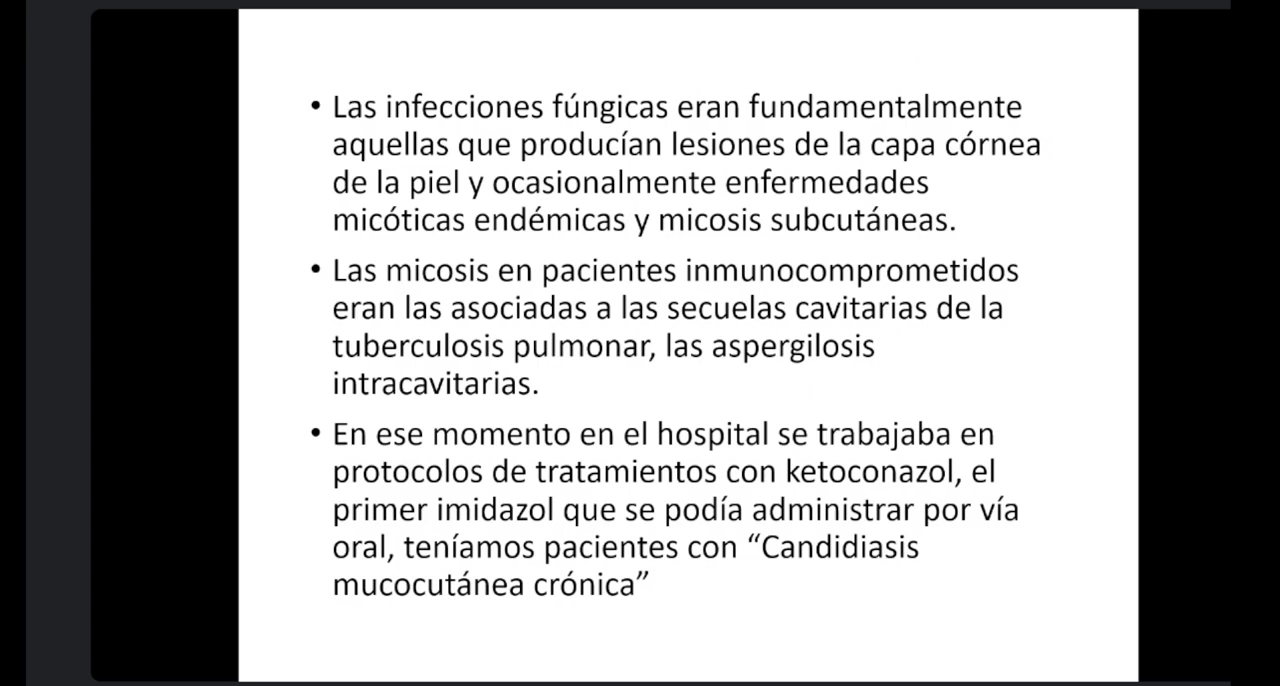 • Las infecciones fúngicas eran fundamentalmente
aquellas que producían lesiones de la capa córnea
de la piel y ocasionalmente enfermedades
micóticas endémicas y micosis subcutáneas.
• Las micosis en pacientes inmunocomprometidos
eran las asociadas a las secuelas cavitarias de la
tuberculosis pulmonar, las aspergilosis
intracavitarias.
• En ese momento en el hospital se trabajaba en
protocolos de tratamientos con ketoconazol, el
primer imidazol que se podía administrar por vía
oral, teníamos pacientes con “Candidiasis
mucocutánea crónica”